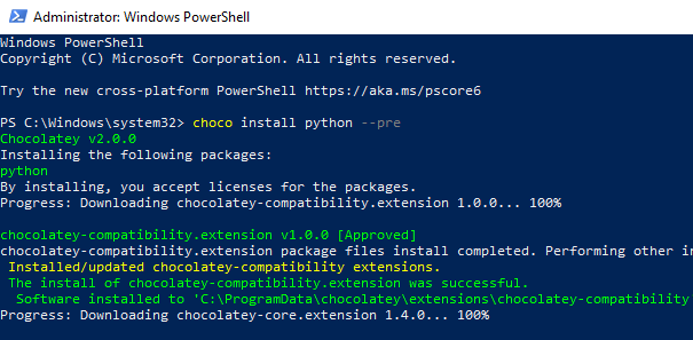 Administrator: Windows PowerShell
Windows PowerShell
Copyright (C) Microsoft Corporation. All rights reserved.
Try the new cross-platform PowerShell https://aka.ms/pscore6
PS C:\Windows\system32> choco install python --pre
Chocolatey v2.0.0
Installing the following packages:
python
By installing, you accept licenses for the packages.
Progress: Downloading chocolatey-compatibility.extension 1.0.0... 100%
chocolatey-compatibility.extension v1.0.0 [Approved]
chocolatey-compatibility.extension package files install completed. Performing other in
Installed/updated chocolatey-compatibility extensions.
The install of chocolatey-compatibility.extension was successful.
Software installed to 'C:\ProgramData\chocolatey\extensions\chocolatey-compatibility
Progress: Downloading chocolatey-core.extension 1.4.0... 100%